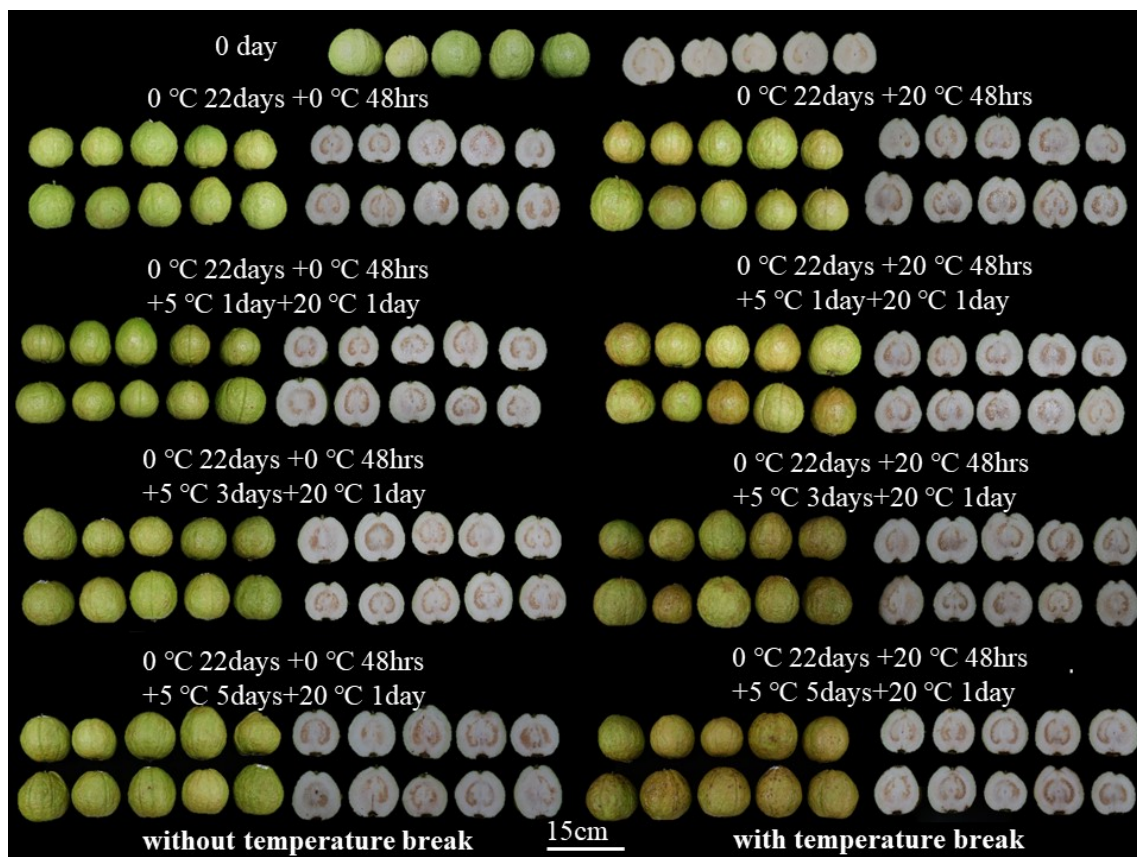 0 day
0 ℃ 22days +0 ℃ 48hrs
0 ℃ 22days +20 ℃ 48hrs
0 ℃ 22days +0 ℃ 48hrs
+5 ℃ 1day+20 ℃ 1day
0 ℃ 22days +20 ℃ 48hrs
+5 ℃ 1day+20 ℃ 1day
0 ℃ 22days +0 ℃ 48hrs
+5 ℃ 3days+20 ℃ 1day
0 ℃ 22days +20 ℃ 48hrs
+5 ℃ 3days+20 ℃ 1day
0 ℃ 22days +0 ℃ 48hrs
+5 ℃ 5days+20 ℃ 1day
0 ℃ 22days +20 ℃ 48hrs
+5 ℃ 5days+20 ℃ 1day
without temperature break
15cm
with temperature break